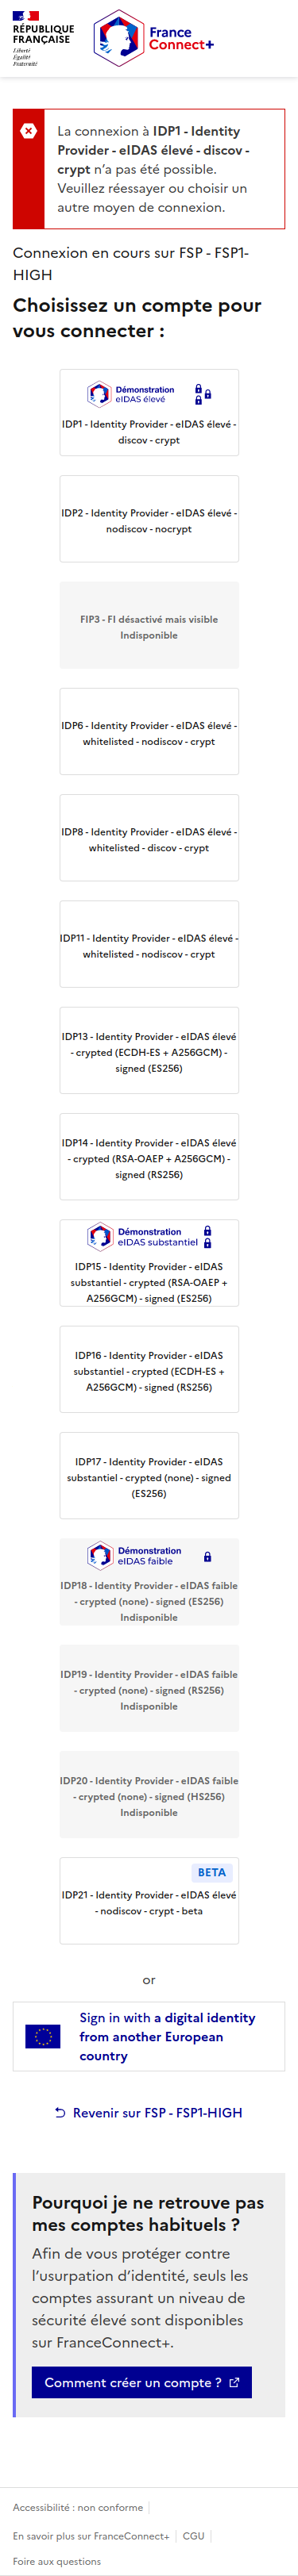 RÉPUBLIQUE
FRANÇAISE
Liberté
Égalité
Fraternité
France
Connect+
La connexion à IDP1 - Identity
Provider - eIDAS élevé - discov -
crypt n’a pas été possible.
Veuillez réessayer ou choisir un
autre moyen de connexion.
Connexion en cours sur FSP - FSP1-
HIGH
Choisissez un compte pour
vous connecter :
Démonstration
eIDAS élevé
IDP1 - Identity Provider - eIDAS élevé -
discov - crypt
IDP2 - Identity Provider - eIDAS élevé -
nodiscov - nocrypt
FIP3 - FI désactivé mais visible
Indisponible
IDP6 - Identity Provider - eIDAS élevé -
whitelisted - nodiscov - crypt
IDP8 - Identity Provider - eIDAS élevé -
whitelisted - discov - crypt
IDP11 - Identity Provider - eIDAS élevé -
whitelisted - nodiscov - crypt
IDP13 - Identity Provider - eIDAS élevé
- crypted (ECDH-ES + A256GCM) -
signed (ES256)
IDP14 - Identity Provider - eIDAS élevé
- crypted (RSA-OAEP + A256GCM) -
signed (RS256)
Démonstration
eIDAS substantiel
IDP15 - Identity Provider - eIDAS
substantiel - crypted (RSA-OAEP +
A256GCM) - signed (ES256)
IDP16 - Identity Provider - eIDAS
substantiel - crypted (ECDH-ES +
A256GCM) - signed (RS256)
IDP17 - Identity Provider - eIDAS
substantiel - crypted (none) - signed
(ES256)
Démonstration
eIDAS faible
IDP18 - Identity Provider - eIDAS faible
- crypted (none) - signed (ES256)
Indisponible
IDP19 - Identity Provider - eIDAS faible
- crypted (none) - signed (RS256)
Indisponible
IDP20 - Identity Provider - eIDAS faible
- crypted (none) - signed (HS256)
Indisponible
BETA
IDP21 - Identity Provider - eIDAS élevé
- nodiscov - crypt - beta
or
Sign in with a digital identity
from another European
country
Revenir sur FSP - FSP1-HIGH
Pourquoi je ne retrouve pas
mes comptes habituels ?
Afin de vous protéger contre
l’usurpation d’identité, seuls les
comptes assurant un niveau de
sécurité élevé sont disponibles
sur FranceConnect+.
Comment créer un compte ?
Accessibilité : non conforme
En savoir plus sur FranceConnect+ CGU
Foire aux questions